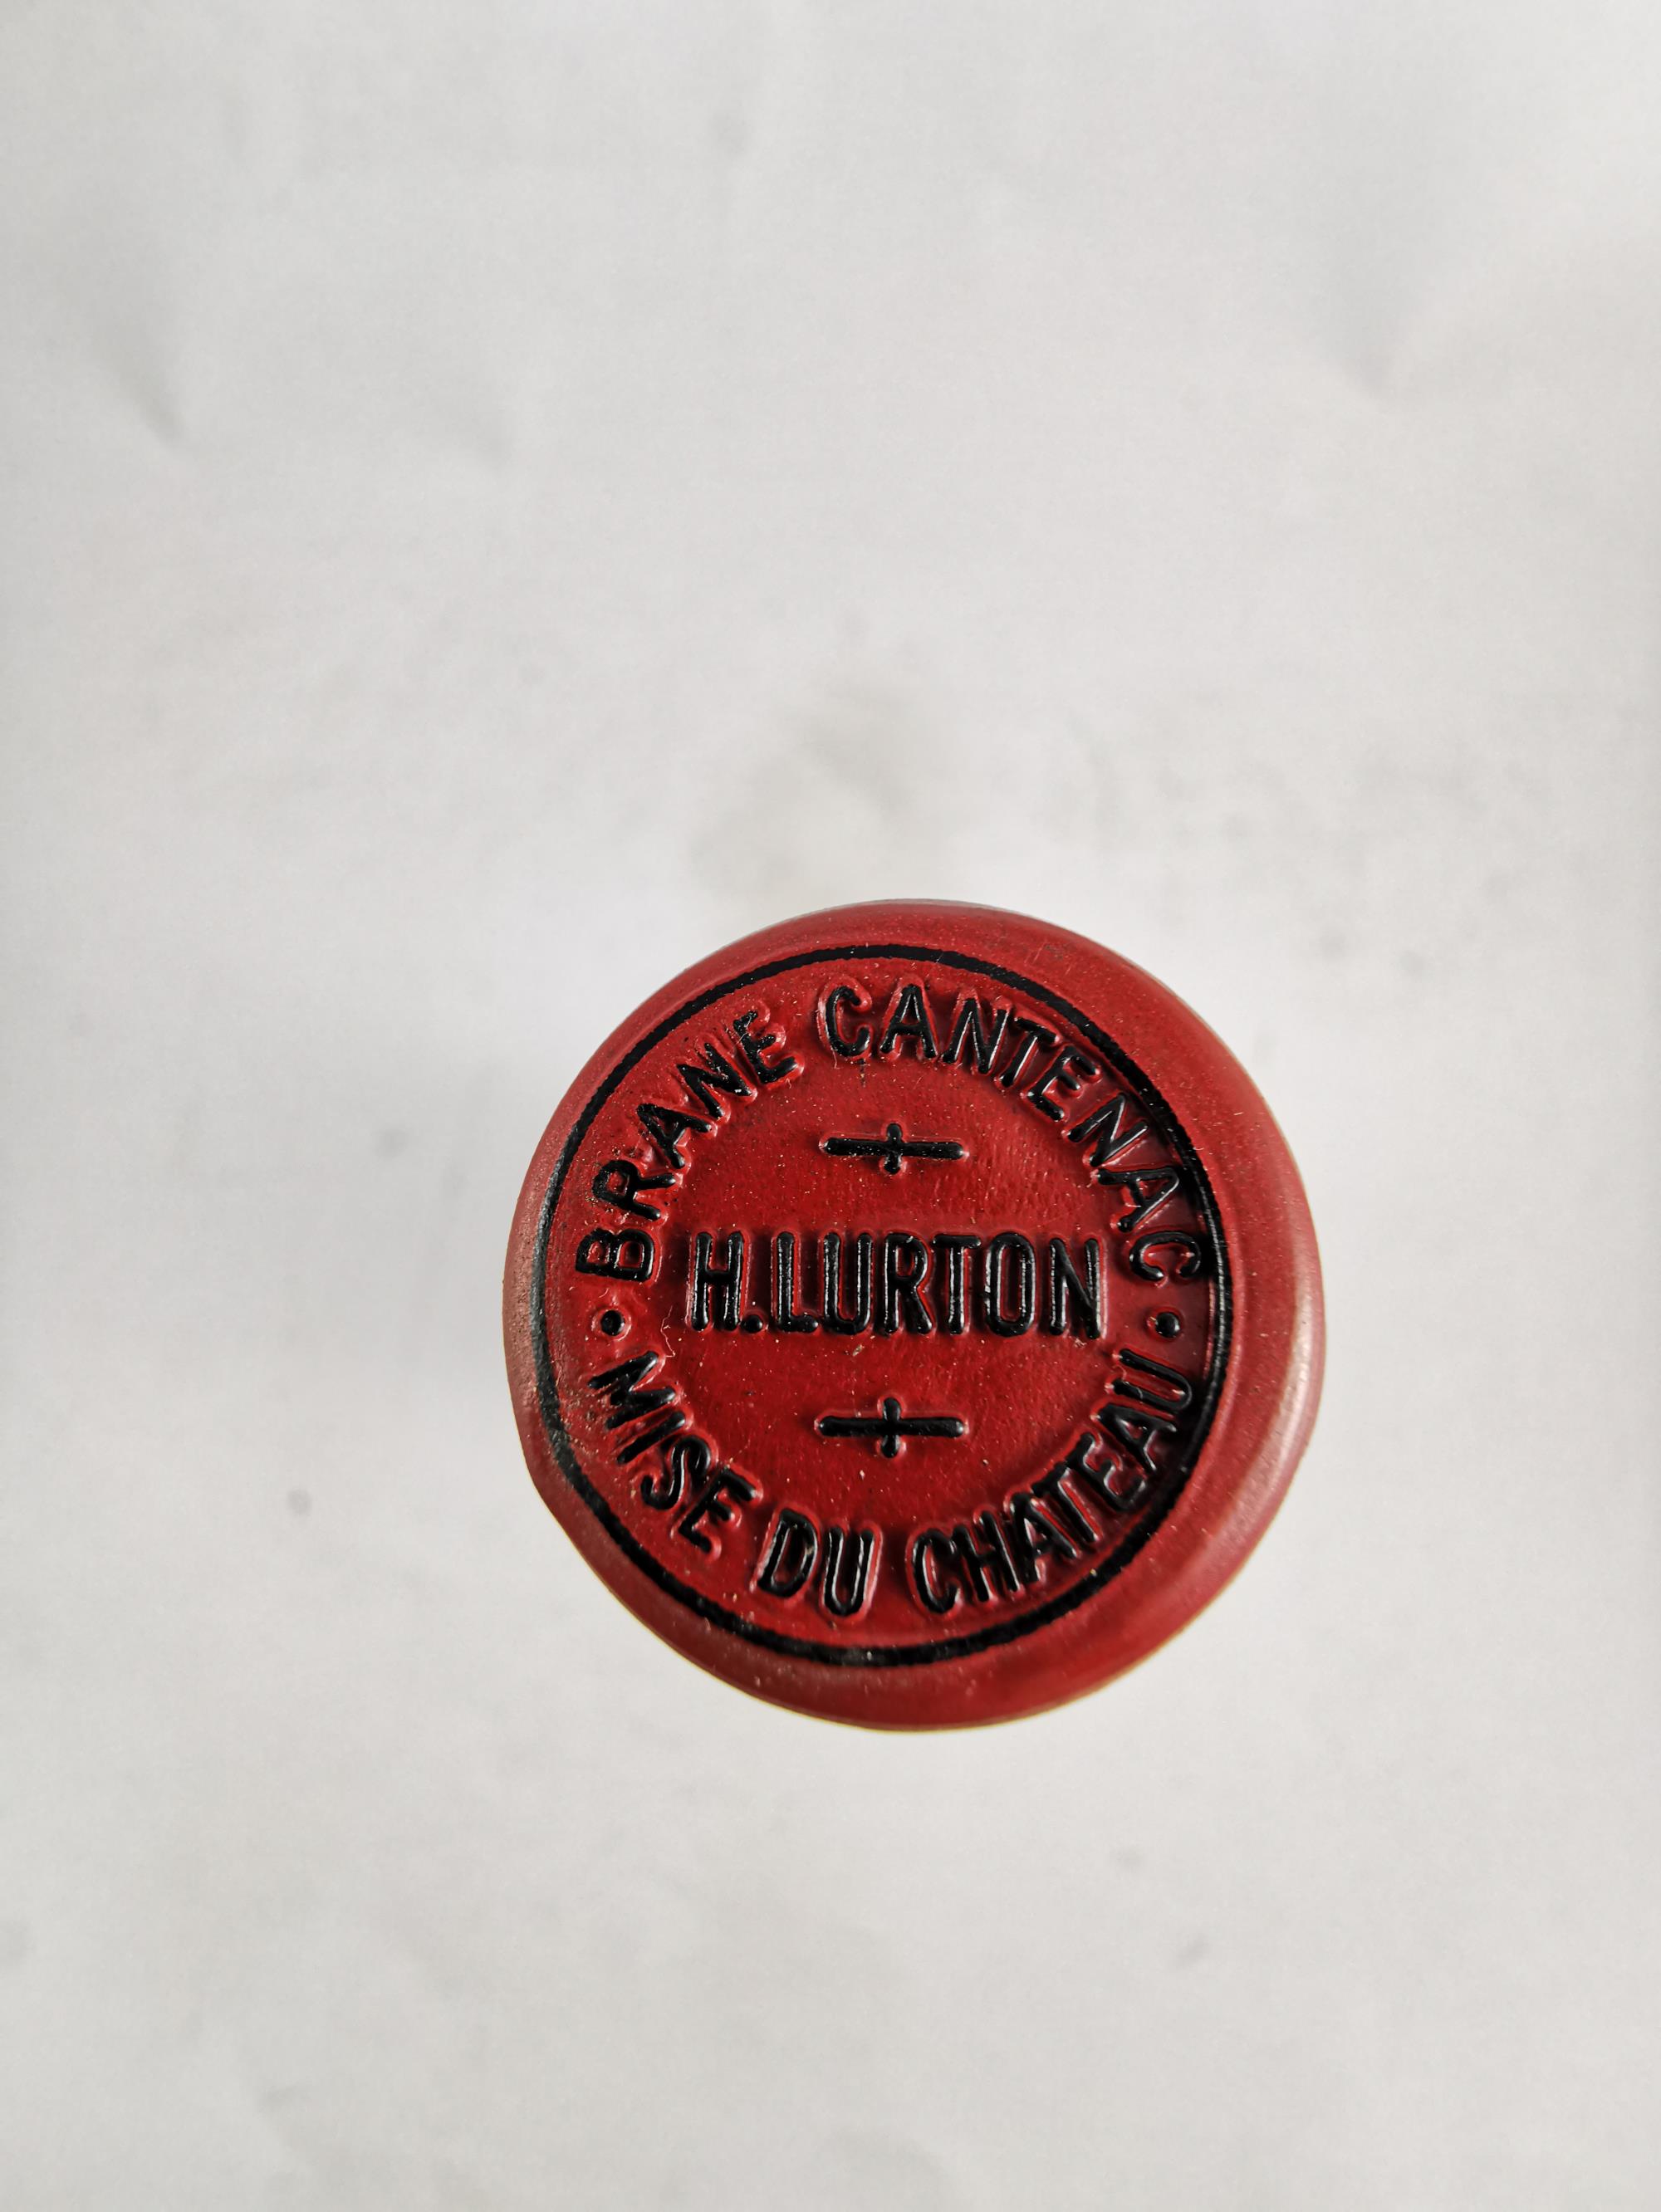 BRANE CANTENAC
H.LURTON
• MISE DU CHATEAU •